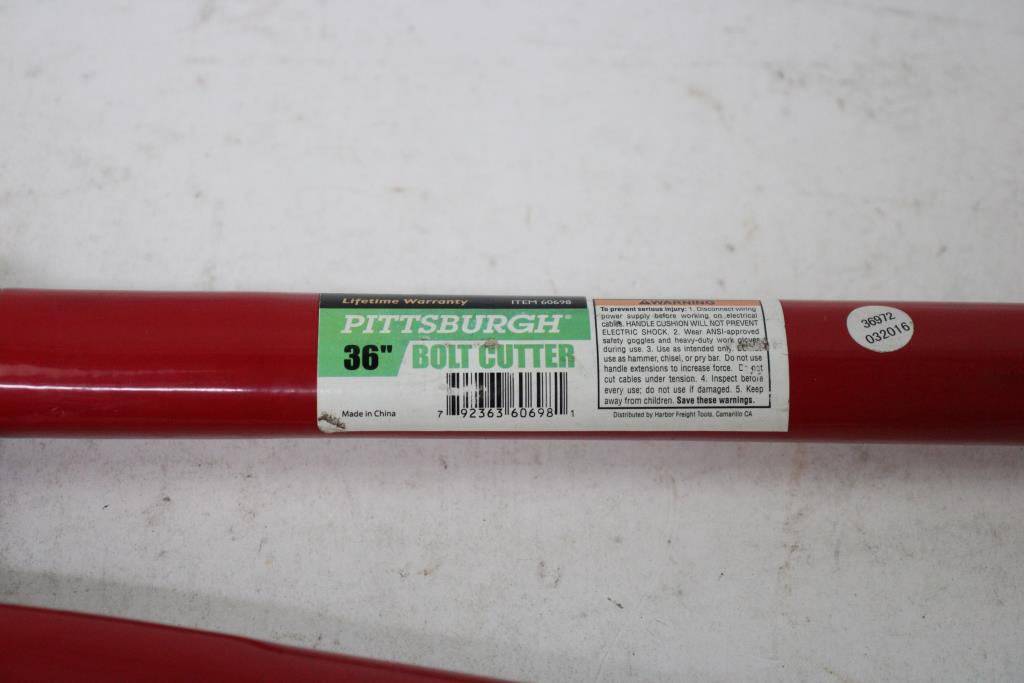 Lifetime Warranty ITEM 60698
PITTSBURGH®
36" BOLT CUTTER
Made in China
7 92363 60698 1
⚠WARNING
To prevent serious injury: 1. Disconnect wiring
power supply before working on electrical
cables. HANDLE CUSHION WILL NOT PREVENT
ELECTRIC SHOCK. 2. Wear ANSI-approved
safety goggles and heavy-duty work gloves
during use. 3. Use as intended only.
use as hammer, chisel, or pry bar. Do not use
handle extensions to increase force. Do not
cut cables under tension. 4. Inspect before
every use; do not use if damaged. 5. Keep
away from children. Save these warnings.
Distributed by Harbor Freight Tools, Camarillo CA
36972
032016